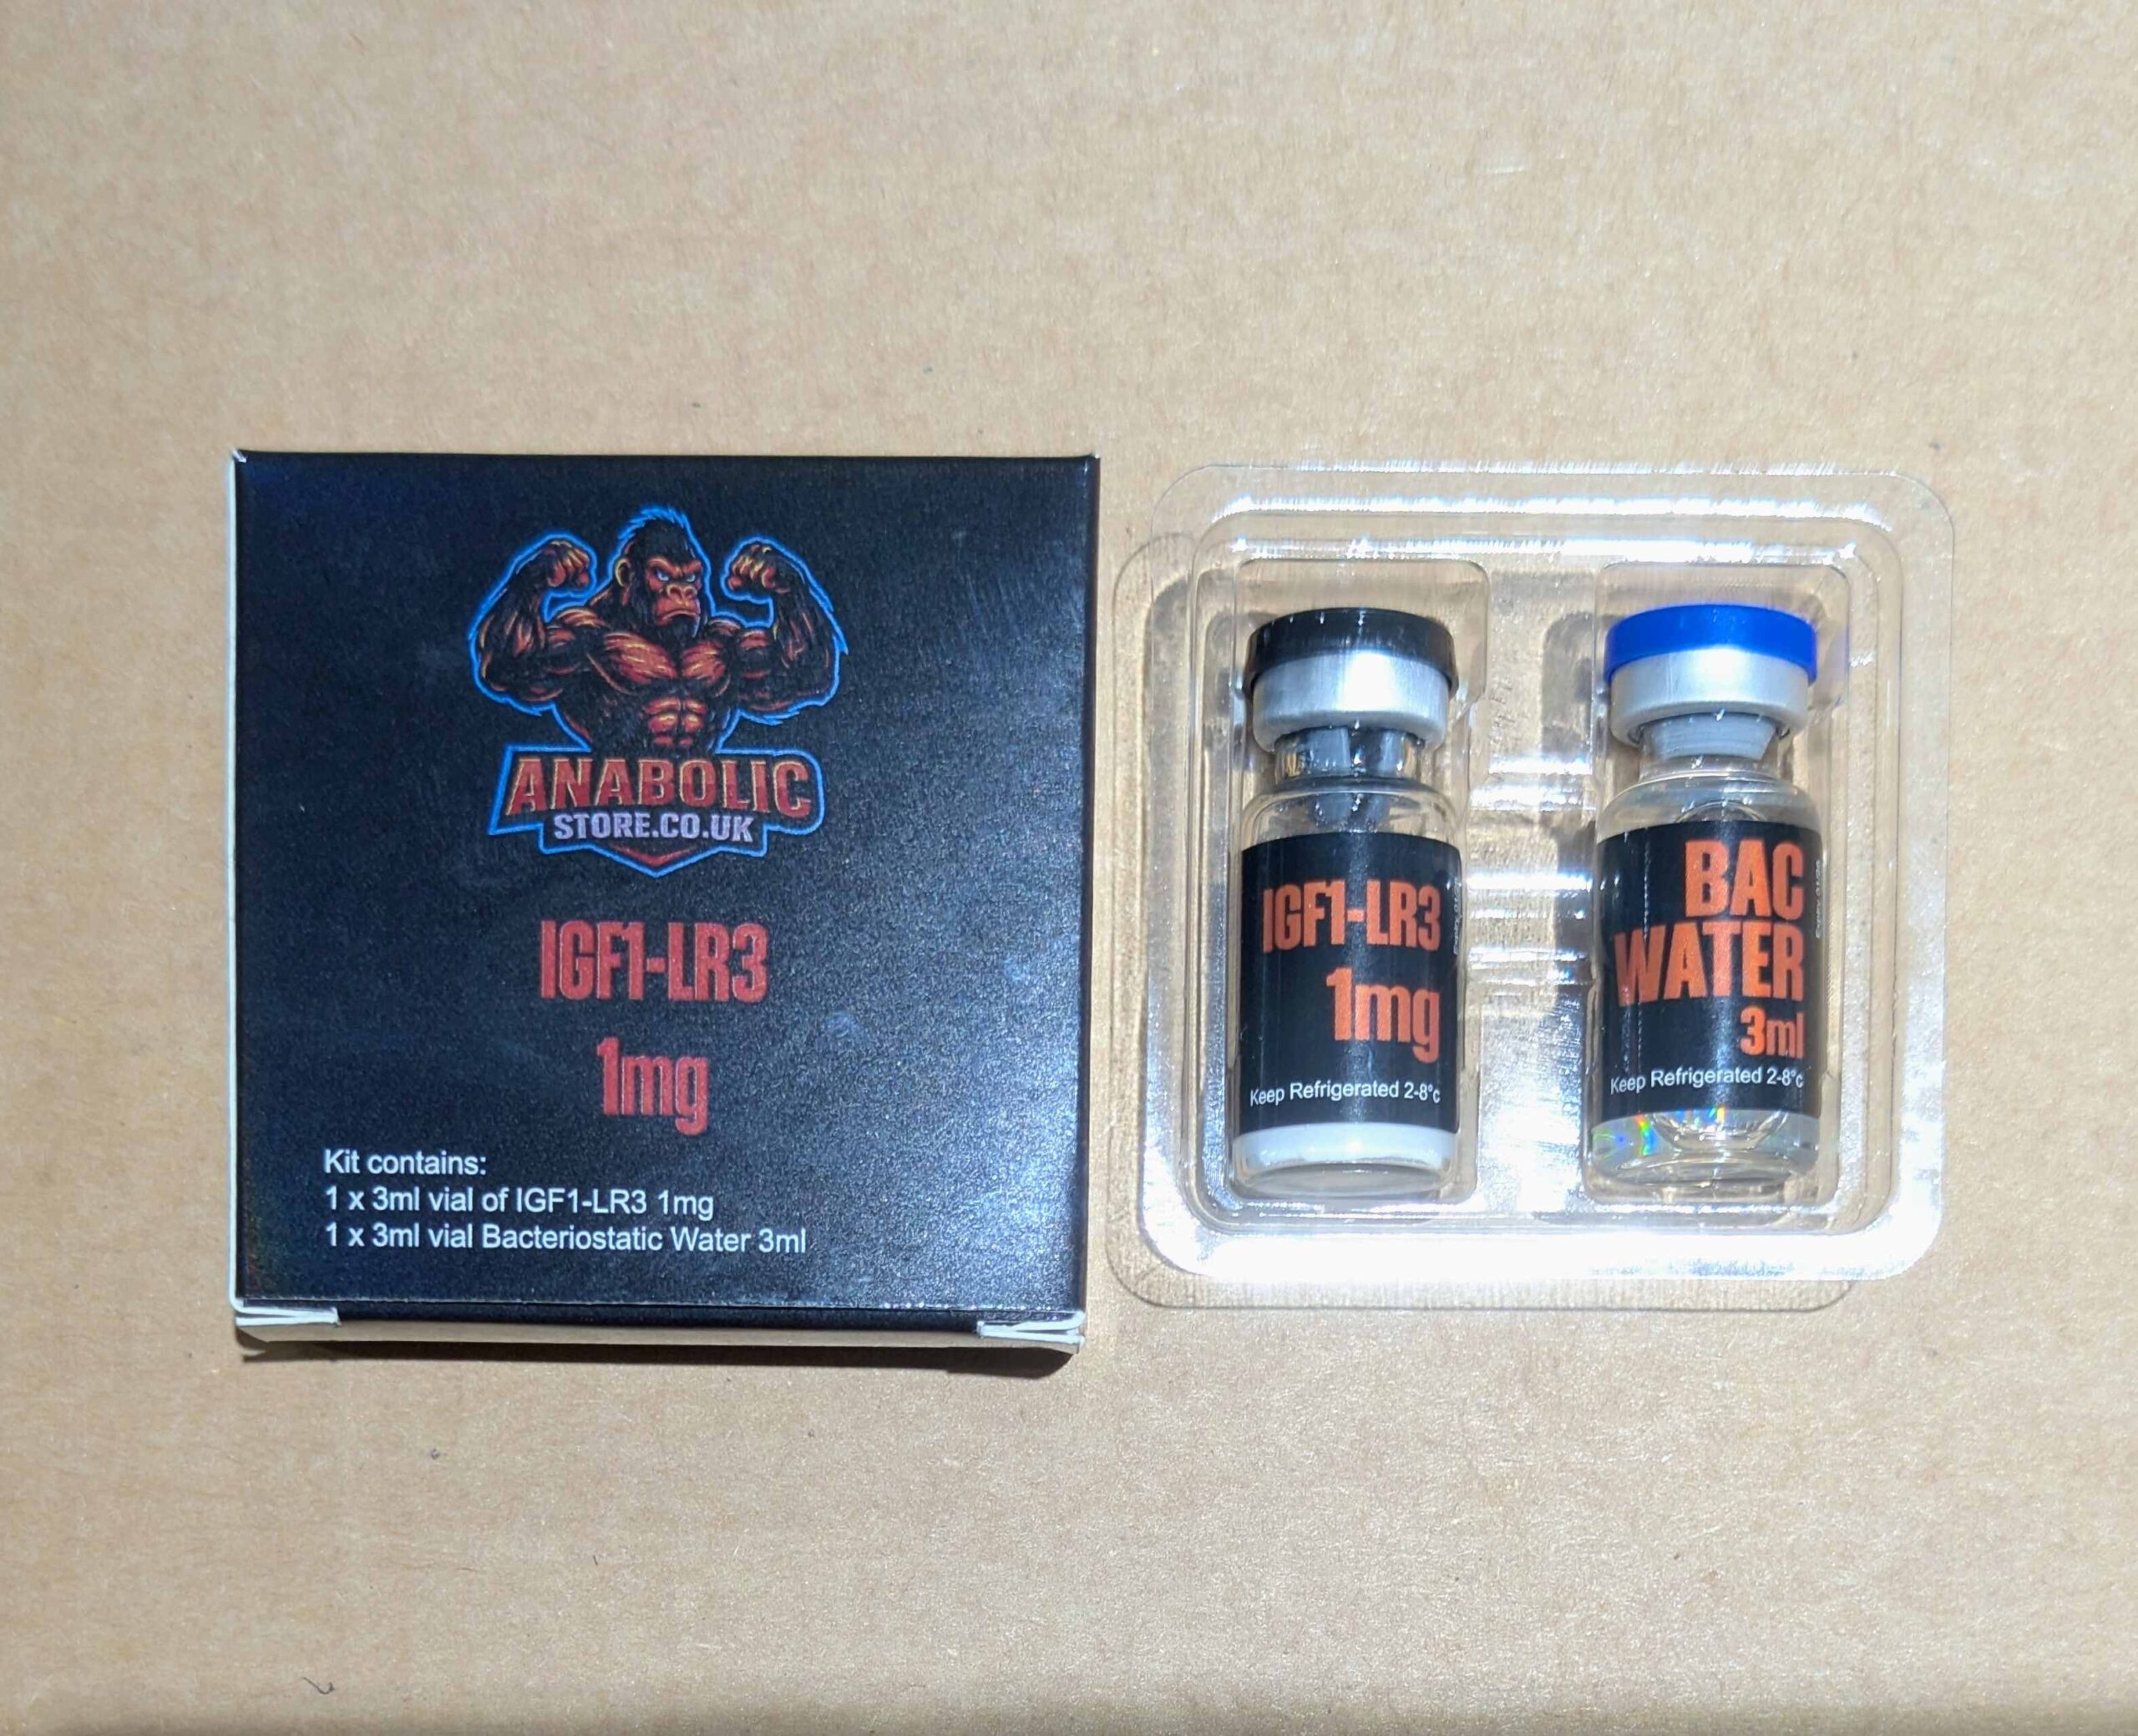 ANABOLIC
STORE.CO.UK
IGF1-LR3
1mg
Kit contains:
1 x 3ml vial of IGF1-LR3 1mg
1 x 3ml vial Bacteriostatic Water 3ml
IGF1-LR3
1mg
Keep Refrigerated 2-8°c
BAC
WATER
3ml
Keep Refrigerated 2-8°c